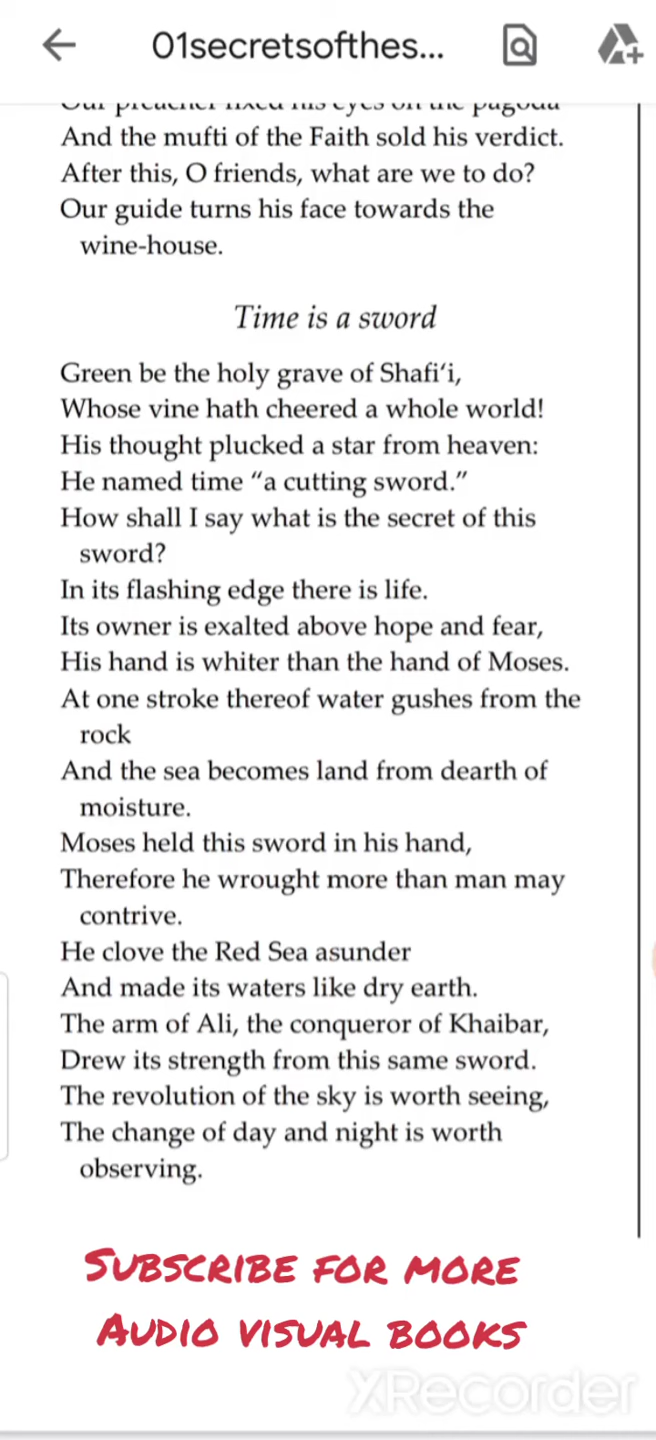 01secretsofthes...
Our preacher fixed his eyes on the pagoda
And the mufti of the Faith sold his verdict.
After this, O friends, what are we to do?
Our guide turns his face towards the
wine-house.
Time is a sword
Green be the holy grave of Shafi‘i,
Whose vine hath cheered a whole world!
His thought plucked a star from heaven:
He named time “a cutting sword.”
How shall I say what is the secret of this
sword?
In its flashing edge there is life.
Its owner is exalted above hope and fear,
His hand is whiter than the hand of Moses.
At one stroke thereof water gushes from the
rock
And the sea becomes land from dearth of
moisture.
Moses held this sword in his hand,
Therefore he wrought more than man may
contrive.
He clove the Red Sea asunder
And made its waters like dry earth.
The arm of Ali, the conqueror of Khaibar,
Drew its strength from this same sword.
The revolution of the sky is worth seeing,
The change of day and night is worth
observing.
Subscribe for more
Audio visual books
XRecorder